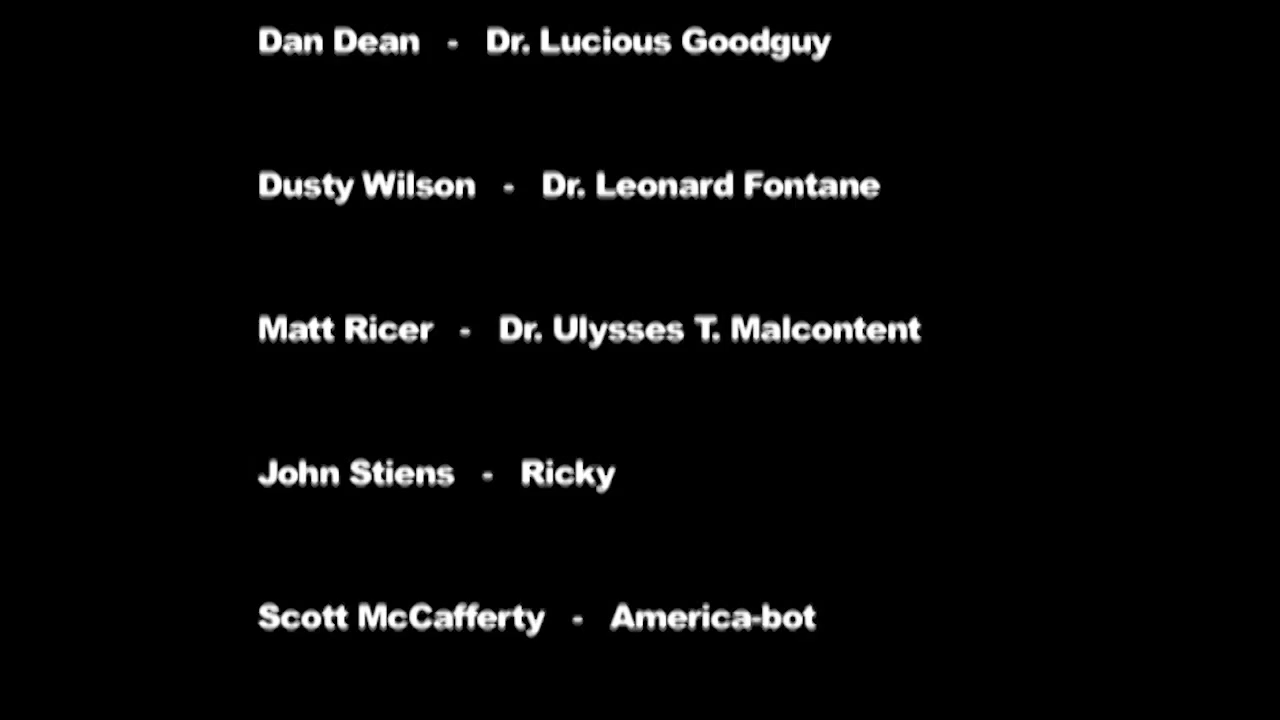 Dan Dean - Dr. Lucious Goodguy
Dusty Wilson - Dr. Leonard Fontane
Matt Ricer - Dr. Ulysses T. Malcontent
John Stiens - Ricky
Scott McCafferty - America-bot